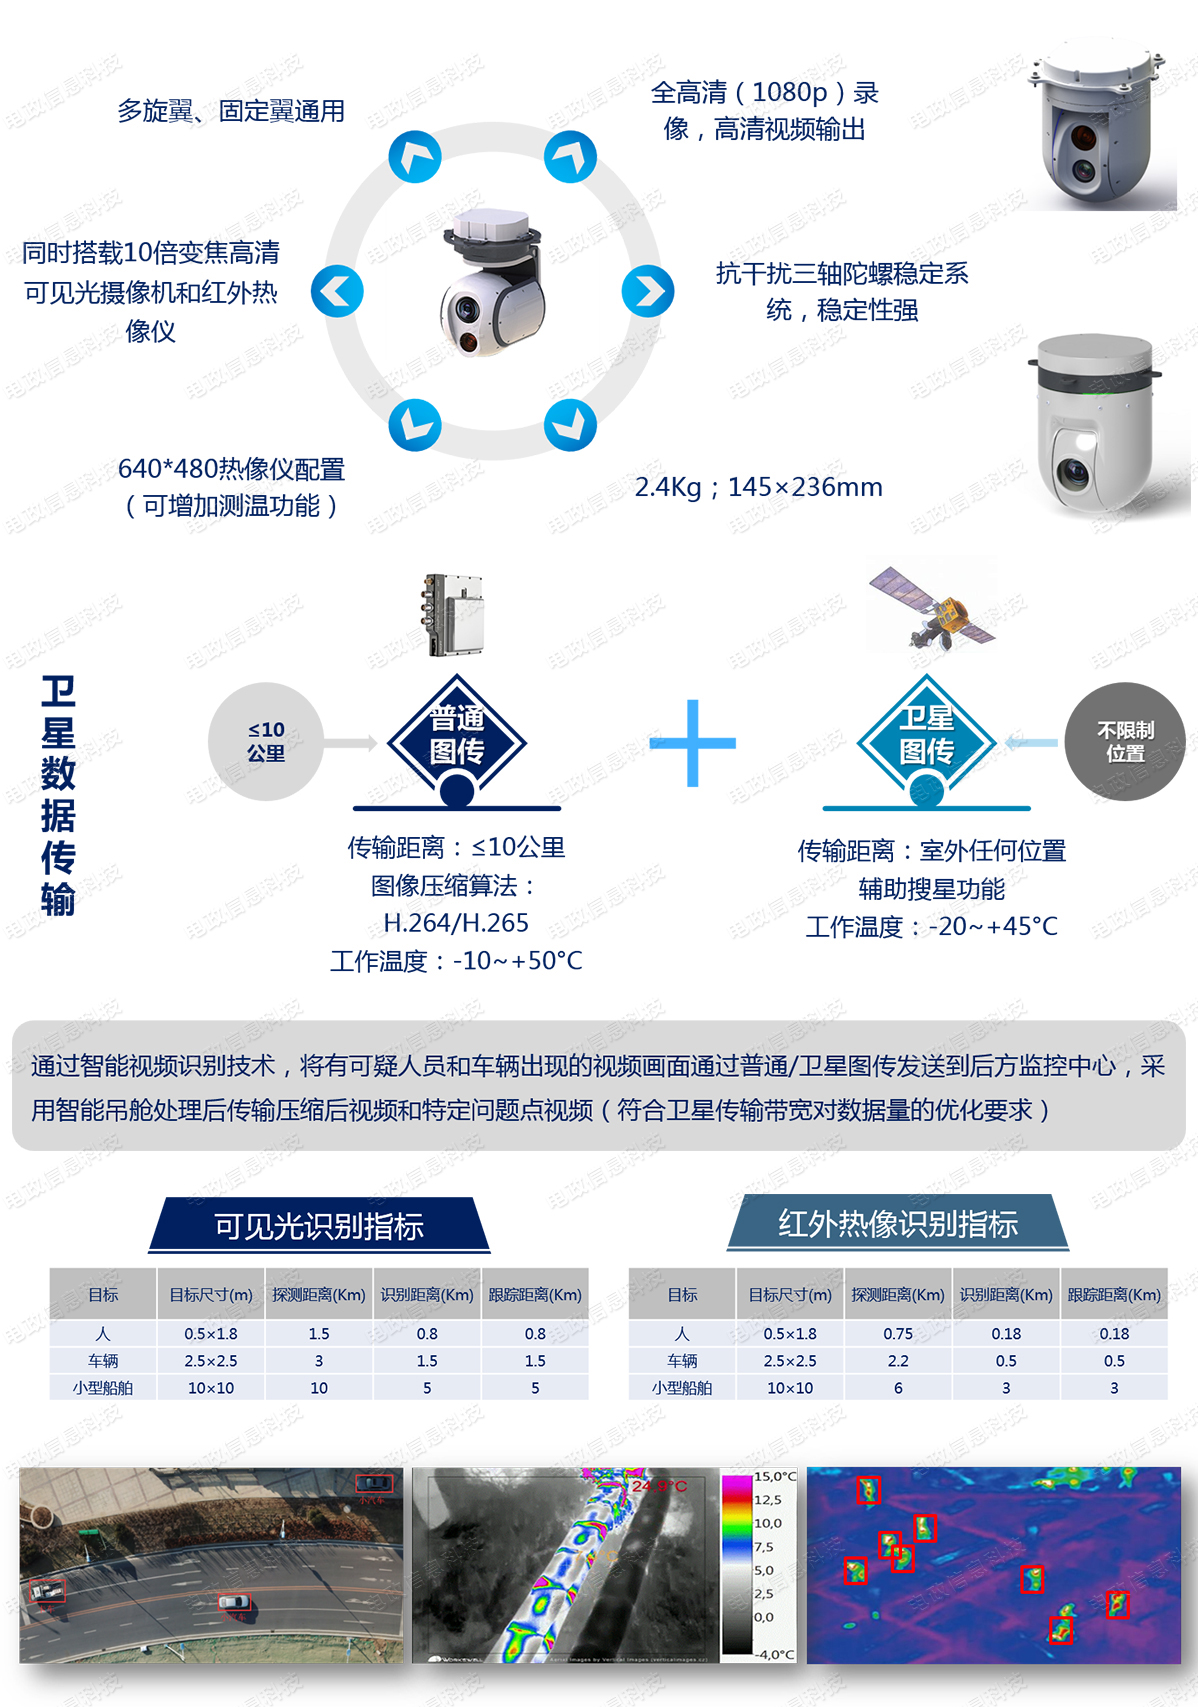 多旋翼、固定翼通用
全高清（1080p）录
像，高清视频输出
同时搭载10倍变焦高清
可见光摄像机和红外热
像仪
抗干扰三轴陀螺稳定系
统，稳定性强
640*480热像仪配置
（可增加测温功能）
2.4Kg；145×236mm
卫星数据传输
≤10
公里
普通
图传
卫星
图传
不限制
位置
传输距离：≤10公里
图像压缩算法：
H.264/H.265
工作温度：-10~+50°C
传输距离：室外任何位置
辅助搜星功能
工作温度：-20~+45°C
通过智能视频识别技术，将有可疑人员和车辆出现的视频画面通过普通/卫星图传发送到后方监控中心，采
用智能吊舱处理后传输压缩后视频和特定问题点视频（符合卫星传输带宽对数据量的优化要求）
可见光识别指标
目标 目标尺寸(m) 探测距离(Km) 识别距离(Km) 跟踪距离(Km)
人 0.5×1.8 1.5 0.8 0.8
车辆 2.5×2.5 3 1.5 1.5
小型船舶 10×10 10 5 5
红外热像识别指标
目标 目标尺寸(m) 探测距离(Km) 识别距离(Km) 跟踪距离(Km)
人 0.5×1.8 0.75 0.18 0.18
车辆 2.5×2.5 2.2 0.5 0.5
小型船舶 10×10 6 3 3
小汽车
24.9°C
15,0°C
12,5
10,0
7,5
5,0
2,5
0,0
-4,0°C
WORKSWELL
Aerial Images by Vertical Images (verticalimages.cz)
电政信息科技